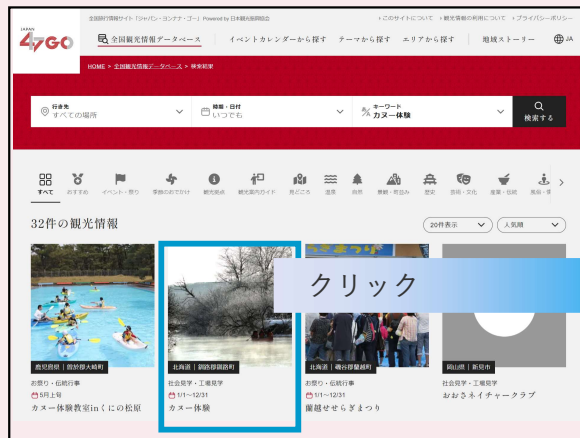 全国旅行情報サイト「ジャパン・ヨンナナ・ゴー」 Powered by 日本観光振興協会
このサイトについて
観光情報の利用について
プライバシーポリシー
JAPAN
47GO
全国観光情報データベース
イベントカレンダーから探す
テーマから探す
エリアから探す
地域ストーリー
JA
HOME > 全国観光情報データベース > 検索結果
行き先
すべての場所
時期・日付
いつでも
キーワード
カヌー体験
検索する
すべて
おすすめ
イベント・祭り
季節のおでかけ
観光拠点
観光案内ガイド
見どころ
温泉
自然
景観・町並み
歴史
芸術・文化
産業・伝統
32件の観光情報
20件表示
人気順
クリック
鹿児島県｜曽於郡大崎町
北海道｜釧路郡釧路町
北海道｜磯谷郡蘭越町
岡山県｜新見市
お祭り・伝統行事
社会見学・工場見学
お祭り・伝統行事
社会見学・工場見学
5月上旬
1/1~12/31
1/1~12/31
おおさネイチャークラブ
カヌー体験教室inくにの松原
カヌー体験
蘭越せせらぎまつり